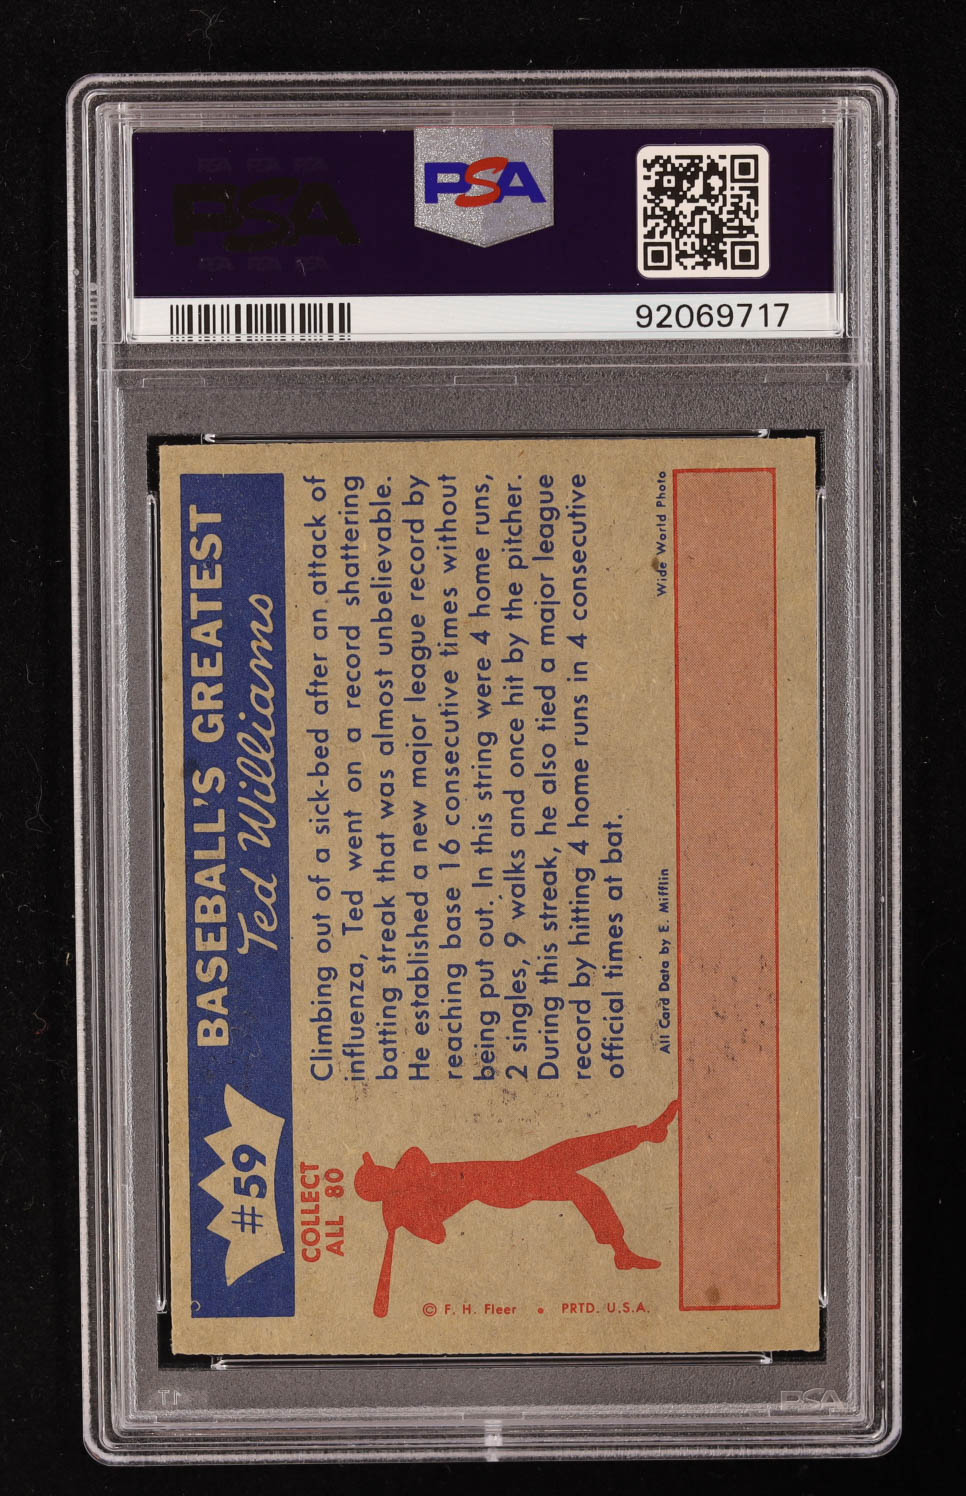 PSA
PSA
92069717
#59
BASEBALL'S GREATEST
Ted Williams
COLLECT
ALL 80
Climbing out of a sick-bed after an attack of
influenza, Ted went on a record shattering
batting streak that was almost unbelievable.
He established a new major league record by
reaching base 16 consecutive times without
being put out. In this string were 4 home runs,
2 singles, 9 walks and once hit by the pitcher.
During this streak, he also tied a major league
record by hitting 4 home runs in 4 consecutive
official times at bat.
© F. H. Fleer • PRTD. U.S.A.
All Card Data by E. Mifflin
Wide World Photo
PSA